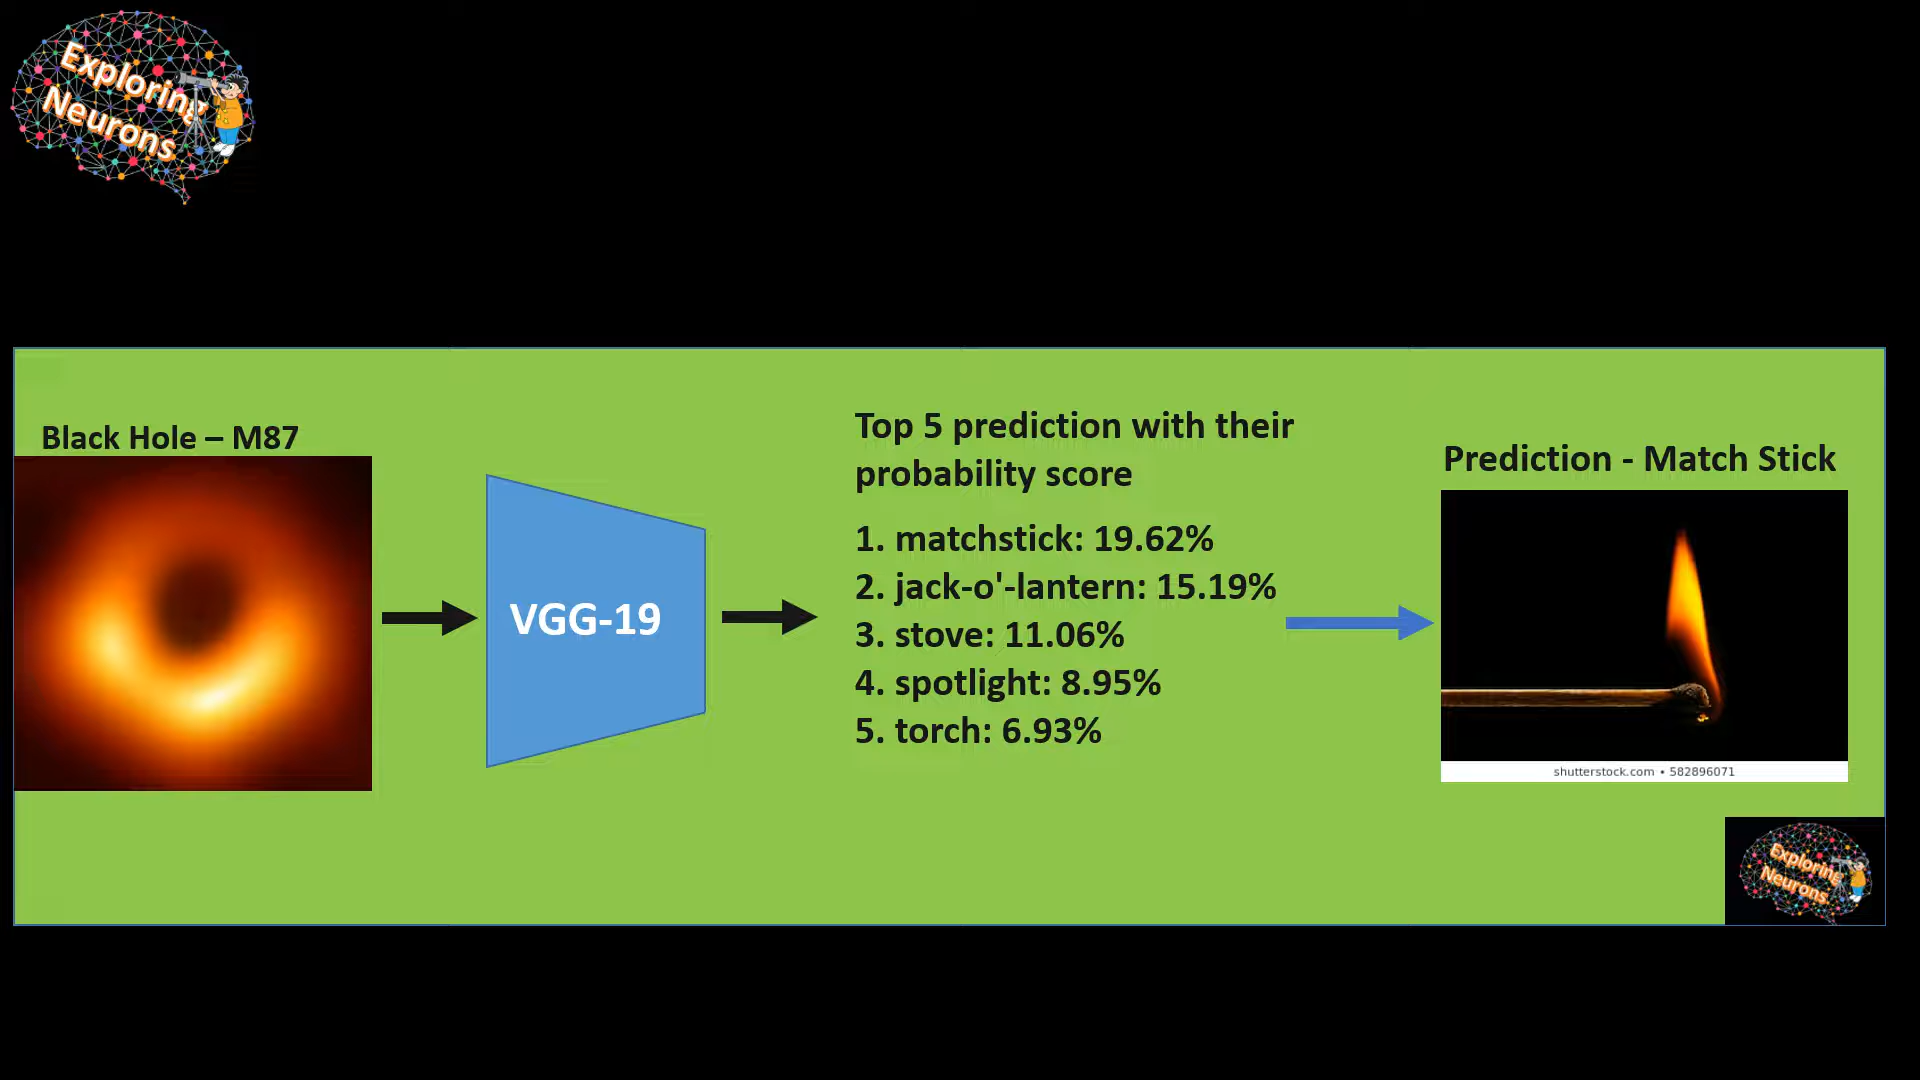 Exploring
Neurons
Black Hole – M87
VGG-19
Top 5 prediction with their
probability score
1. matchstick: 19.62%
2. jack-o'-lantern: 15.19%
3. stove: 11.06%
4. spotlight: 8.95%
5. torch: 6.93%
Prediction - Match Stick
shutterstock.com • 582896071
Exploring
Neurons